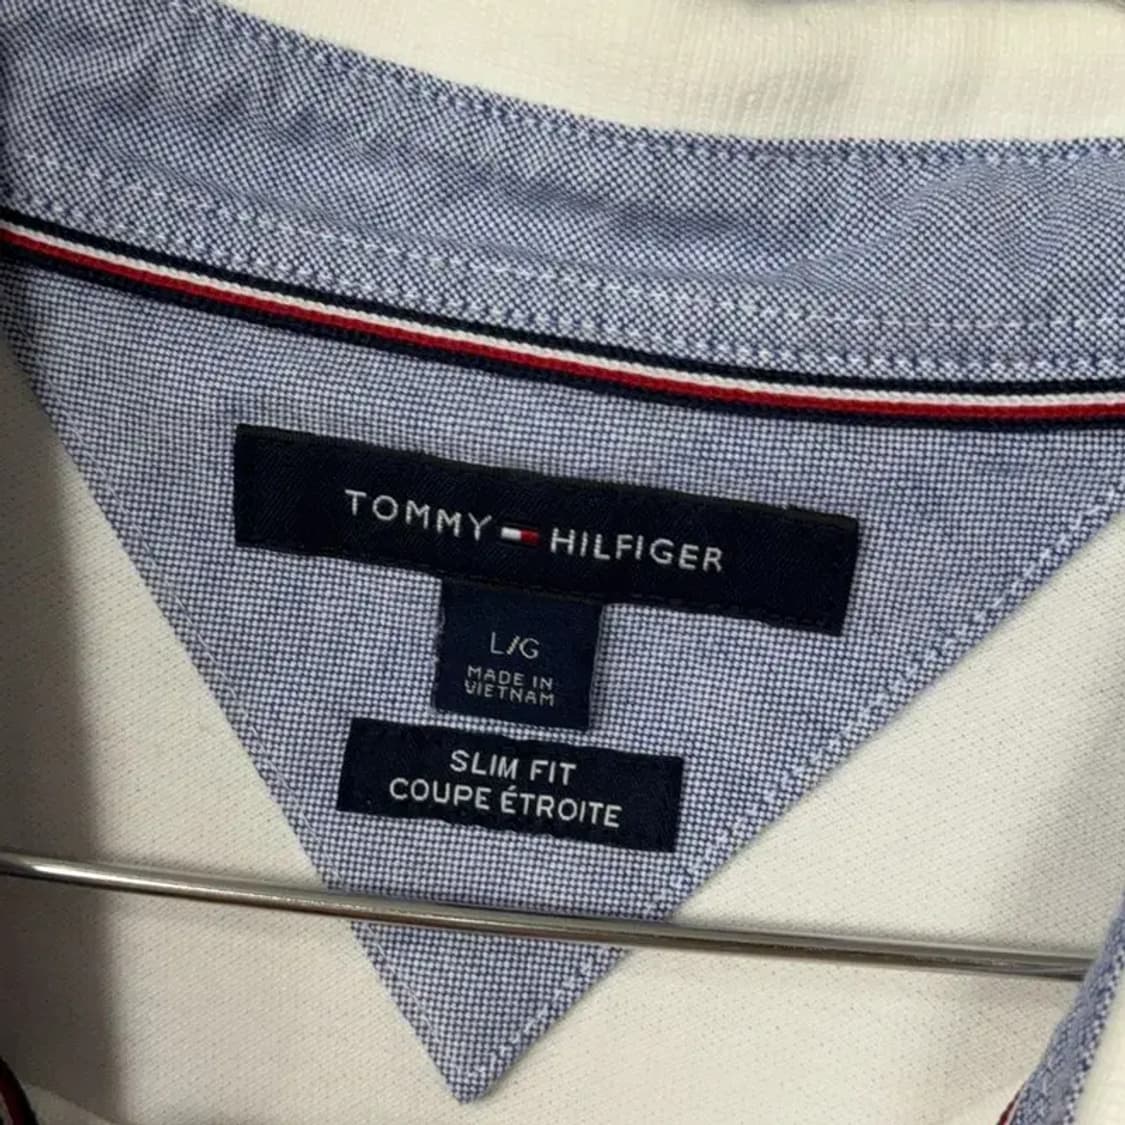 TOMMY HILFIGER
L/G
MADE IN
VIETNAM
SLIM FIT
COUPE ÉTROITE